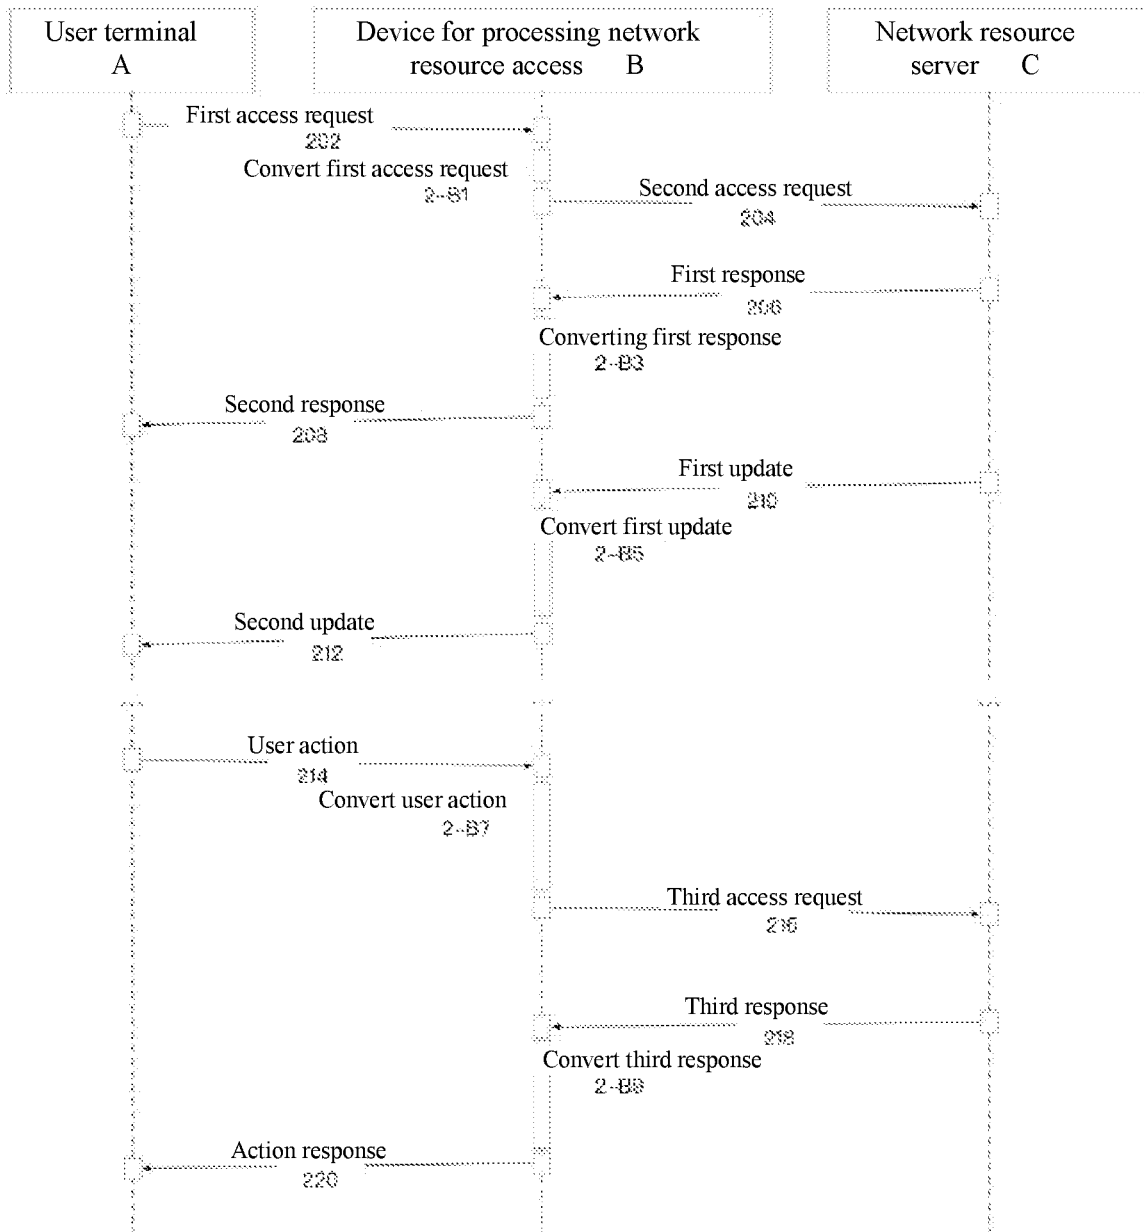 User terminal
A
Device for processing network
resource access B
Network resource
server C
First access request
202
Convert first access request
2-B1
Second access request
204
First response
206
Converting first response
2-B3
Second response
208
First update
210
Convert first update
2-B5
Second update
212
User action
214
Convert user action
2-B7
Third access request
216
Third response
218
Convert third response
2-B9
Action response
220